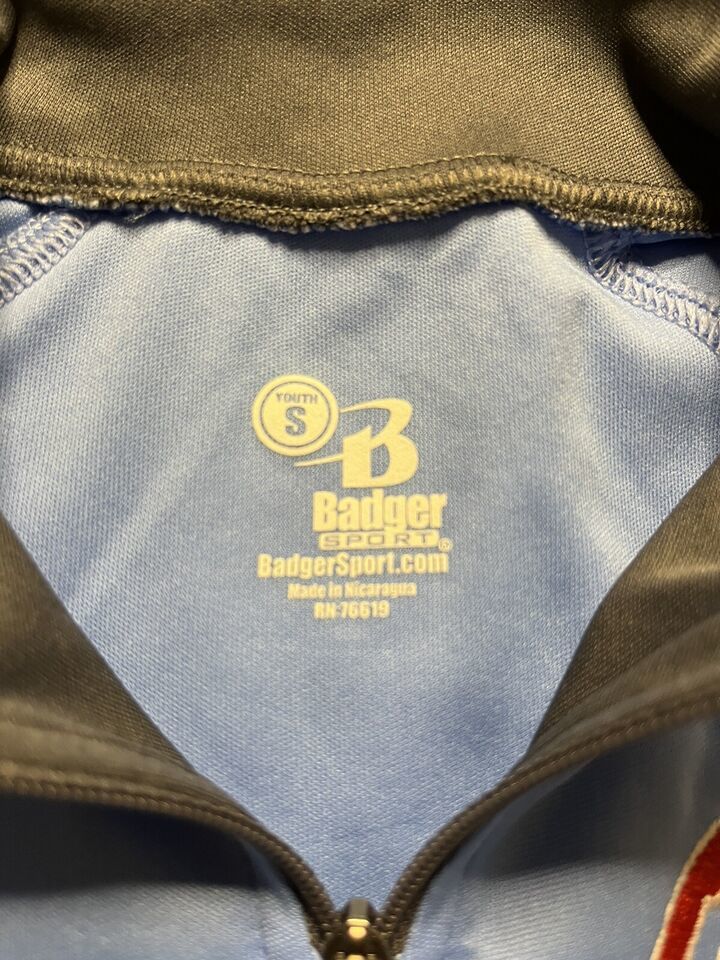 YOUTH
S
B
Badger
SPORT®
BadgerSport.com
Made in Nicaragua
RN-76619